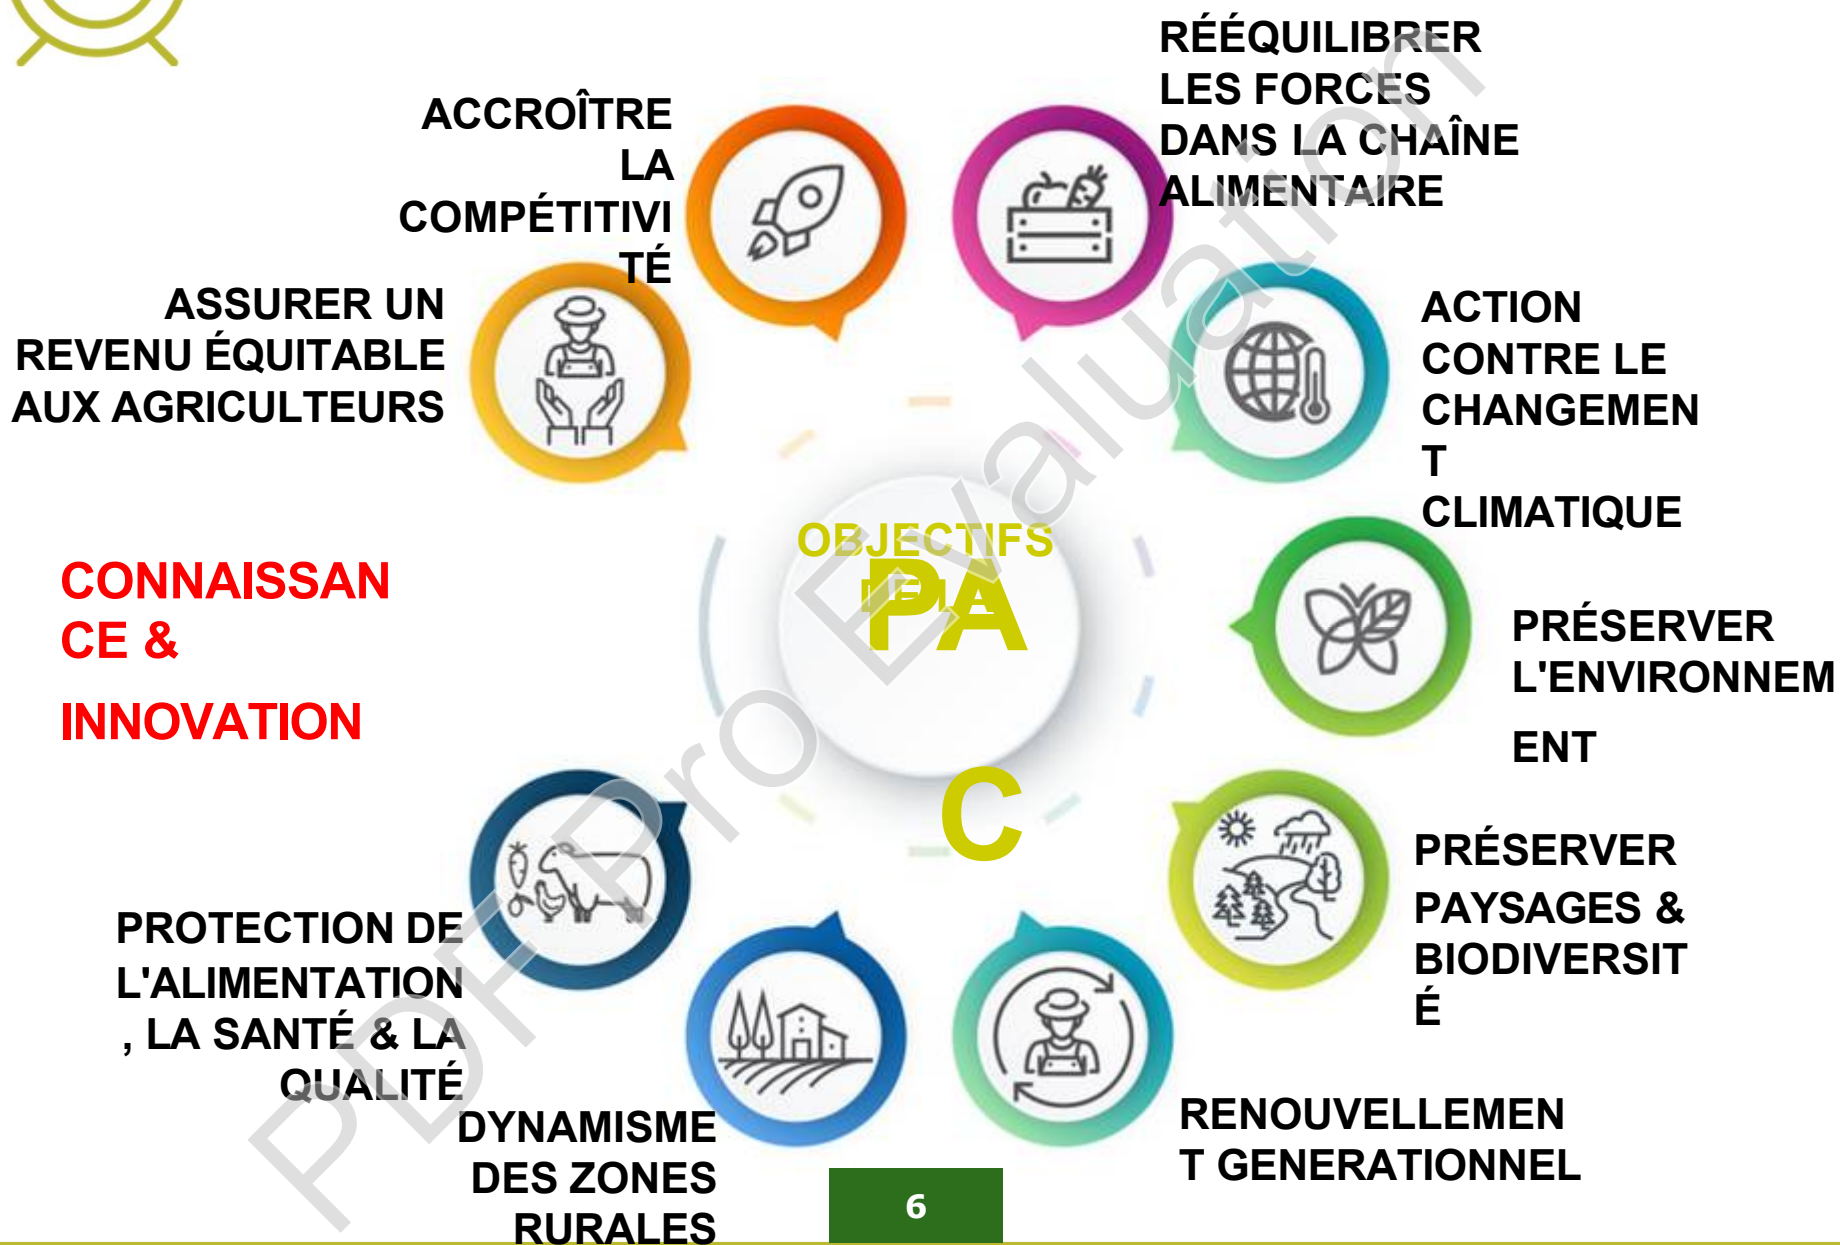 RÉÉQUILIBRER
LES FORCES
DANS LA CHAÎNE
ALIMENTAIRE
ACCROÎTRE
LA
COMPÉTITIVI
TÉ
ASSURER UN
REVENU ÉQUITABLE
AUX AGRICULTEURS
ACTION
CONTRE LE
CHANGEMEN
T
CLIMATIQUE
OBJECTIFS
DE LA
PA
C
CONNAISSAN
CE &
INNOVATION
PRÉSERVER
L'ENVIRONNEM
ENT
PRÉSERVER
PAYSAGES &
BIODIVERSIT
É
PROTECTION DE
L'ALIMENTATION
, LA SANTÉ & LA
QUALITÉ
DYNAMISME
DES ZONES
RURALES
RENOUVELLEMEN
T GENERATIONNEL
6
PDF Pro Evaluation